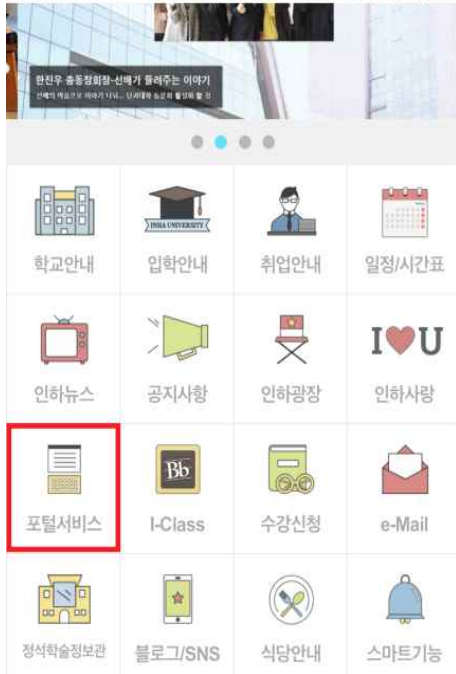 한진우 총동창회장-선배가 들려주는 이야기
INHA UNIVERSITY
학교안내 입학안내 취업안내 일정/시간표
I U
인하뉴스 공지사항 인하광장 인하사랑
Bb
포털서비스 I-Class 수강신청 e-Mail
정석학술정보관 블로그/SNS 식당안내 스마트기능